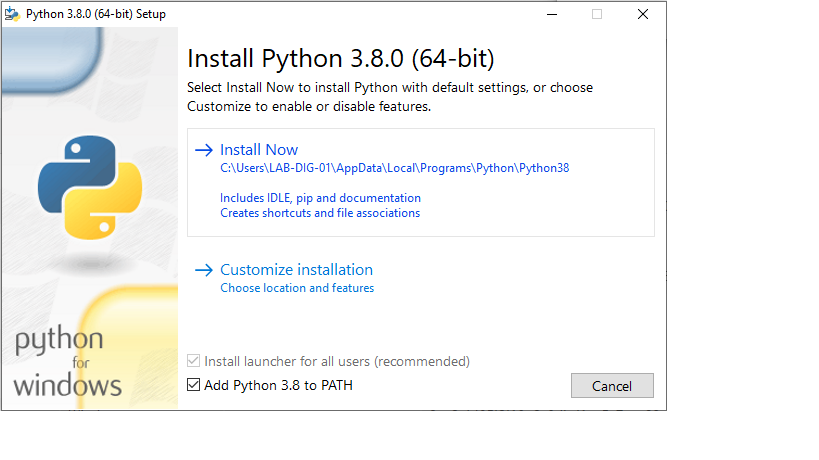 Python 3.8.0 (64-bit) Setup
Install Python 3.8.0 (64-bit)
Select Install Now to install Python with default settings, or choose
Customize to enable or disable features.
Install Now
C:\Users\LAB-DIG-01\AppData\Local\Programs\Python\Python38
Includes IDLE, pip and documentation
Creates shortcuts and file associations
Customize installation
Choose location and features
Install launcher for all users (recommended)
Add Python 3.8 to PATH
Cancel
python
for
windows